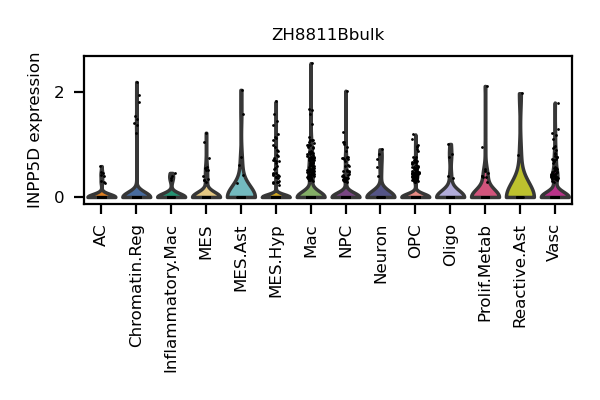 ZH8811Bbulk
INPP5D expression
2
0
AC
Chromatin.Reg
Inflammatory.Mac
MES
MES.Ast
MES.Hyp
Mac
NPC
Neuron
OPC
Oligo
Prolif.Metab
Reactive.Ast
Vasc